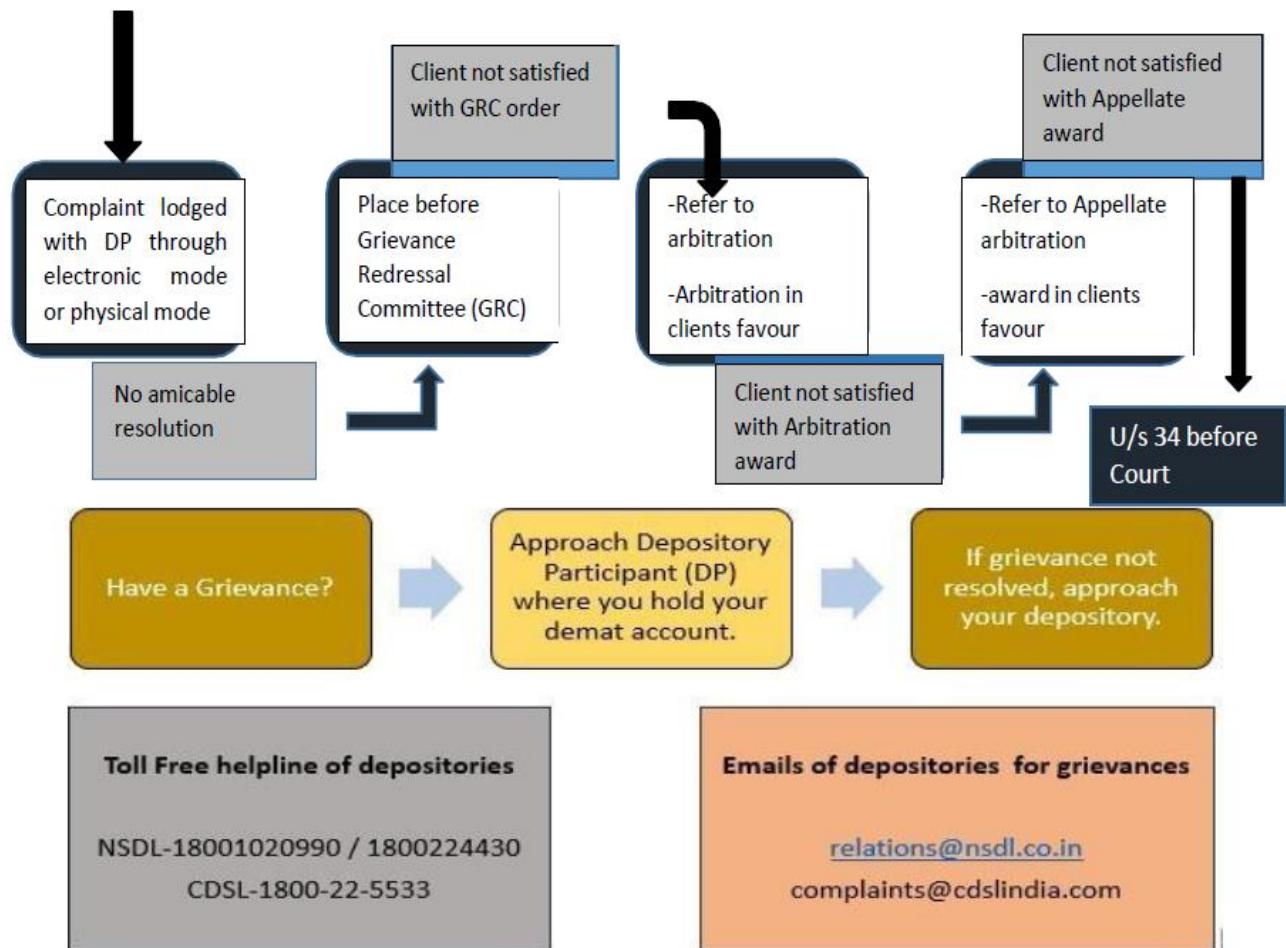 Complaint lodged
with DP through
electronic mode
or physical mode
No amicable
resolution
Place before
Grievance
Redressal
Committee (GRC)
Client not satisfied
with GRC order
-Refer to
arbitration
-Arbitration in
clients favour
Client not satisfied
with Arbitration
award
-Refer to Appellate
arbitration
-award in clients
favour
Client not satisfied
with Appellate
award
U/s 34 before
Court
Have a Grievance?
Approach Depository
Participant (DP)
where you hold your
demat account.
If grievance not
resolved, approach
your depository.
Toll Free helpline of depositories
NSDL-18001020990 / 1800224430
CDSL-1800-22-5533
Emails of depositories for grievances
relations@nsdl.co.in
complaints@cdslindia.com